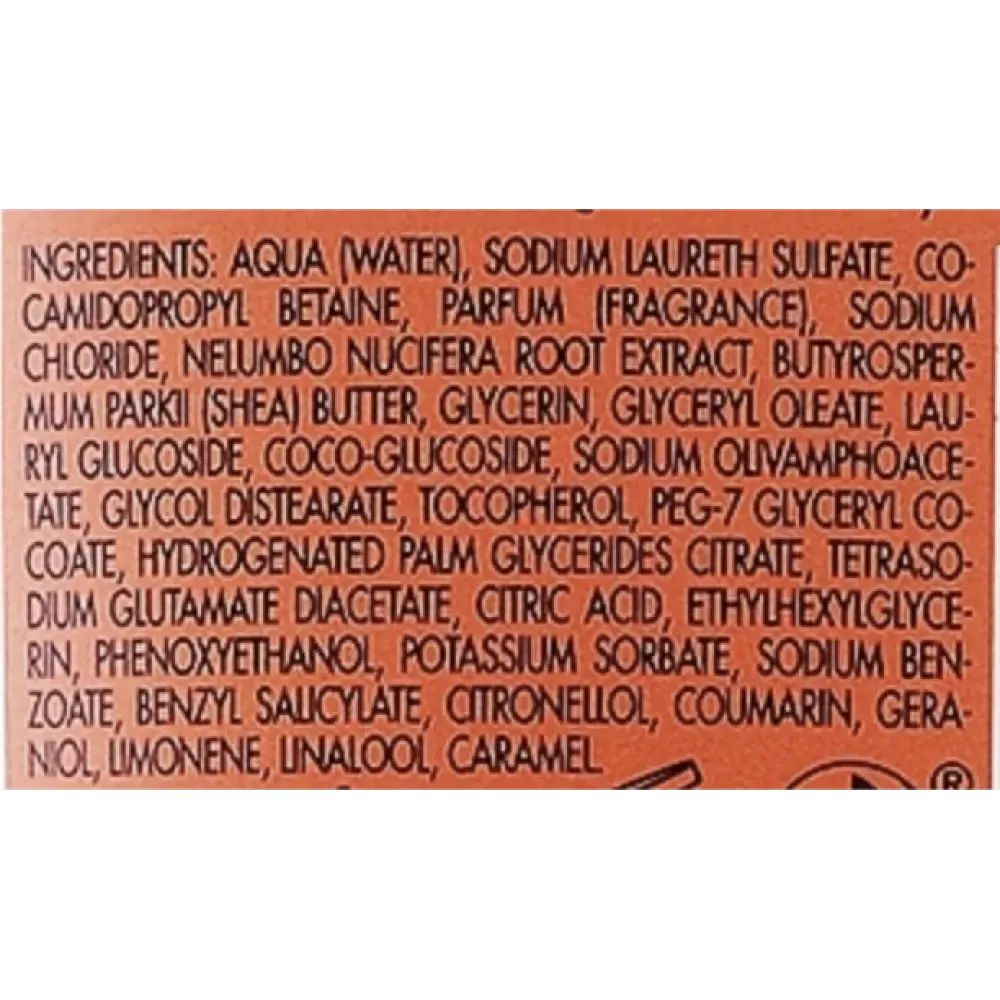 INGREDIENTS: AQUA (WATER), SODIUM LAURETH SULFATE, CO-
CAMIDOPROPYL BETAINE, PARFUM (FRAGRANCE), SODIUM
CHLORIDE, NELUMBO NUCIFERA ROOT EXTRACT, BUTYROSPER-
MUM PARKII (SHEA) BUTTER, GLYCERIN, GLYCERYL OLEATE, LAU-
RYL GLUCOSIDE, COCO-GLUCOSIDE, SODIUM OLIVAMPHOACE-
TATE, GLYCOL DISTEARATE, TOCOPHEROL, PEG-7 GLYCERYL CO-
COATE, HYDROGENATED PALM GLYCERIDES CITRATE, TETRASO-
DIUM GLUTAMATE DIACETATE, CITRIC ACID, ETHYLHEXYLGLYCE-
RIN, PHENOXYETHANOL, POTASSIUM SORBATE, SODIUM BEN-
ZOATE, BENZYL SALICYLATE, CITRONELLOL, COUMARIN, GERA-
NIOL, LIMONENE, LINALOOL, CARAMEL
®